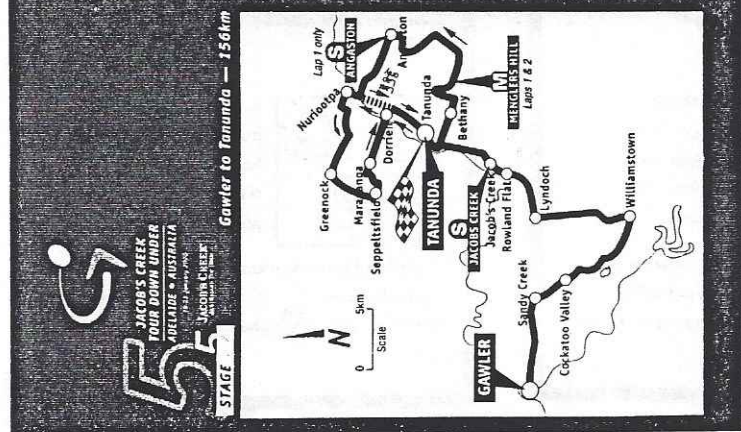 5
JACOB'S CREEK
TOUR DOWN UNDER
ADELAIDE • AUSTRALIA
JACOB'S CREEK
STAGE 5
Gawler to Tanunda — 156km
N
0 5km
Scale
GAWLER
Sandy Creek
Cockatoo Valley
Williamstown
Lyndoch
Rowland Flat
Jacob's Creek
S
JACOBS CREEK
TANUNDA
Tanunda
Bethany
M
MENGLERS HILL
Laps 1 & 2
Angaston
S
ANGASTON
Lap 1 only
Nuriootpa
Dorrien
Greenock
Marananga
Seppeltsfield